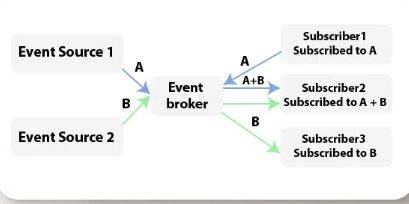 Event Source 1
A
B
Event Source 2
Event
broker
A
A+B
B
Subscriber1
Subscribed to A
Subscriber2
Subscribed to A + B
Subscriber3
Subscribed to B